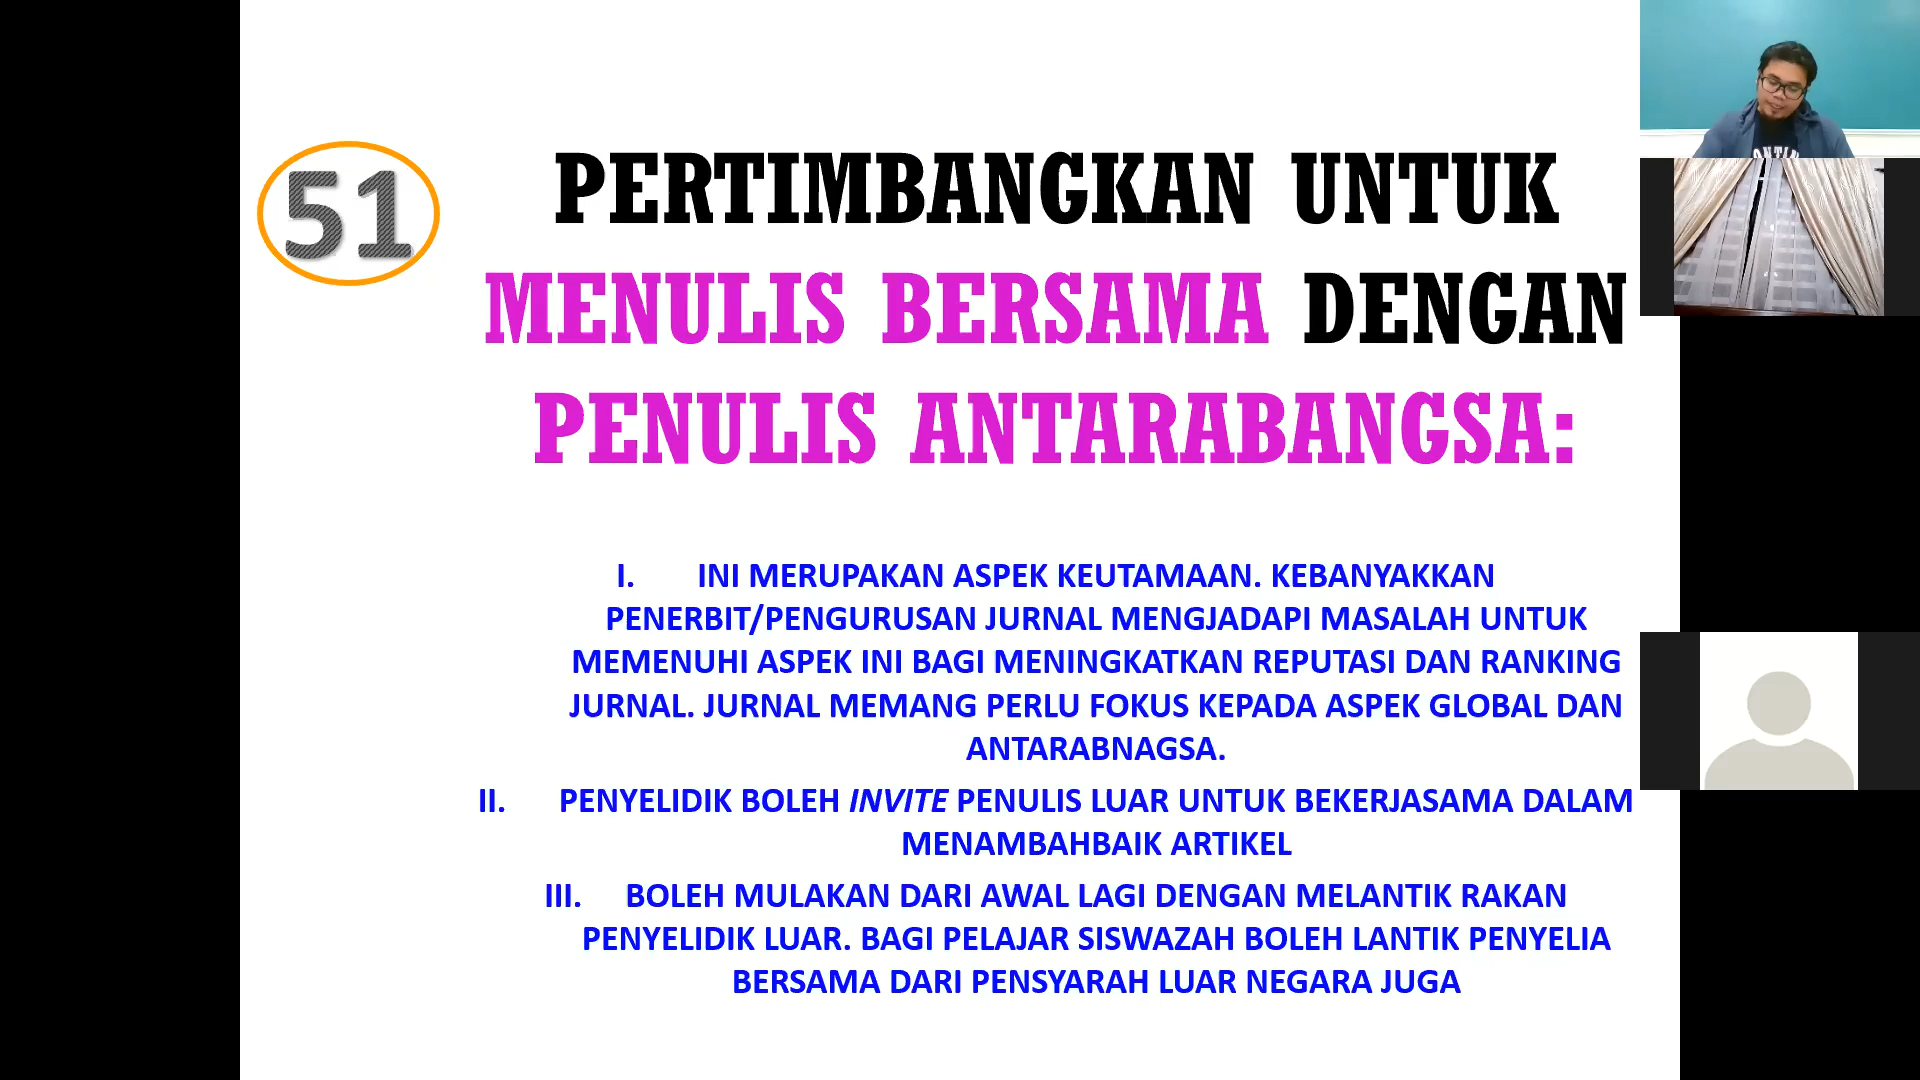 51
PERTIMBANGKAN UNTUK
MENULIS BERSAMA DENGAN
PENULIS ANTARABANGSA:
I. INI MERUPAKAN ASPEK KEUTAMAAN. KEBANYAKKAN
PENERBIT/PENGURUSAN JURNAL MENGJADAPI MASALAH UNTUK
MEMENUHI ASPEK INI BAGI MENINGKATKAN REPUTASI DAN RANKING
JURNAL. JURNAL MEMANG PERLU FOKUS KEPADA ASPEK GLOBAL DAN
ANTARABNAGSA.
II. PENYELIDIK BOLEH INVITE PENULIS LUAR UNTUK BEKERJASAMA DALAM
MENAMBAHBAIK ARTIKEL
III. BOLEH MULAKAN DARI AWAL LAGI DENGAN MELANTIK RAKAN
PENYELIDIK LUAR. BAGI PELAJAR SISWAZAH BOLEH LANTIK PENYELIA
BERSAMA DARI PENSYARAH LUAR NEGARA JUGA